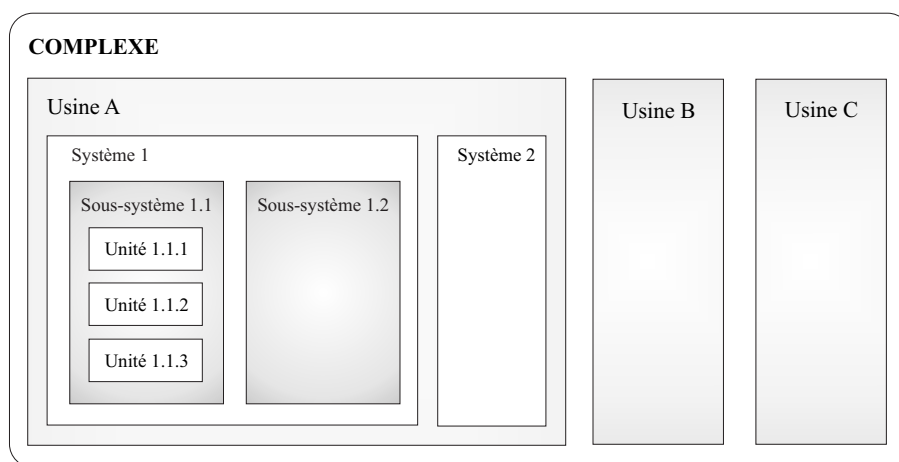 COMPLEXE
Usine A
Usine B
Usine C
Système 1
Système 2
Sous-système 1.1
Sous-système 1.2
Unité 1.1.1
Unité 1.1.2
Unité 1.1.3